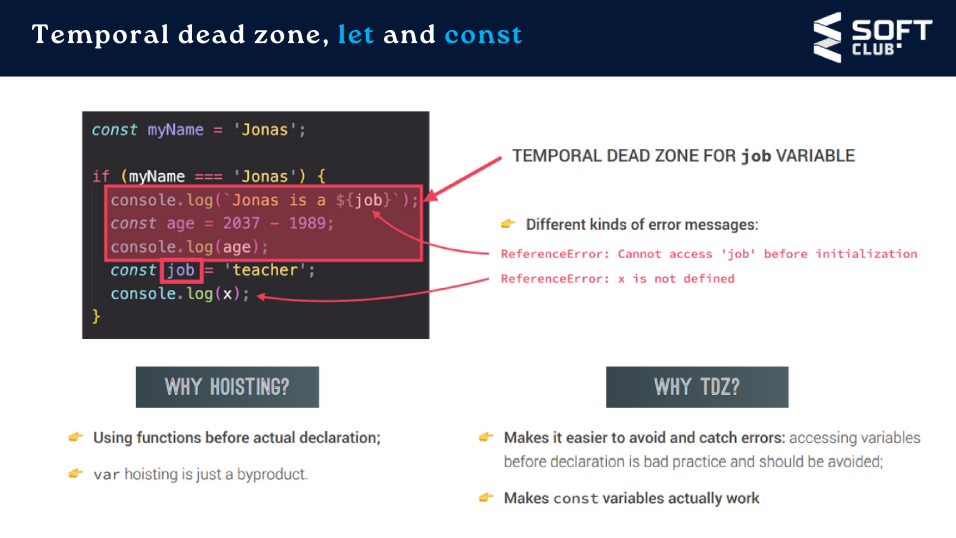 Temporal dead zone, let and const
SOFT
CLUB.
const myName = 'Jonas';
if (myName === 'Jonas') {
console.log(`Jonas is a ${job}`);
const age = 2037 - 1989;
console.log(age);
const job = 'teacher';
console.log(x);
}
TEMPORAL DEAD ZONE FOR job VARIABLE
👉 Different kinds of error messages:
ReferenceError: Cannot access 'job' before initialization
ReferenceError: x is not defined
WHY HOISTING?
👉 Using functions before actual declaration;
👉 var hoisting is just a byproduct.
WHY TDZ?
👉 Makes it easier to avoid and catch errors: accessing variables
before declaration is bad practice and should be avoided;
👉 Makes const variables actually work